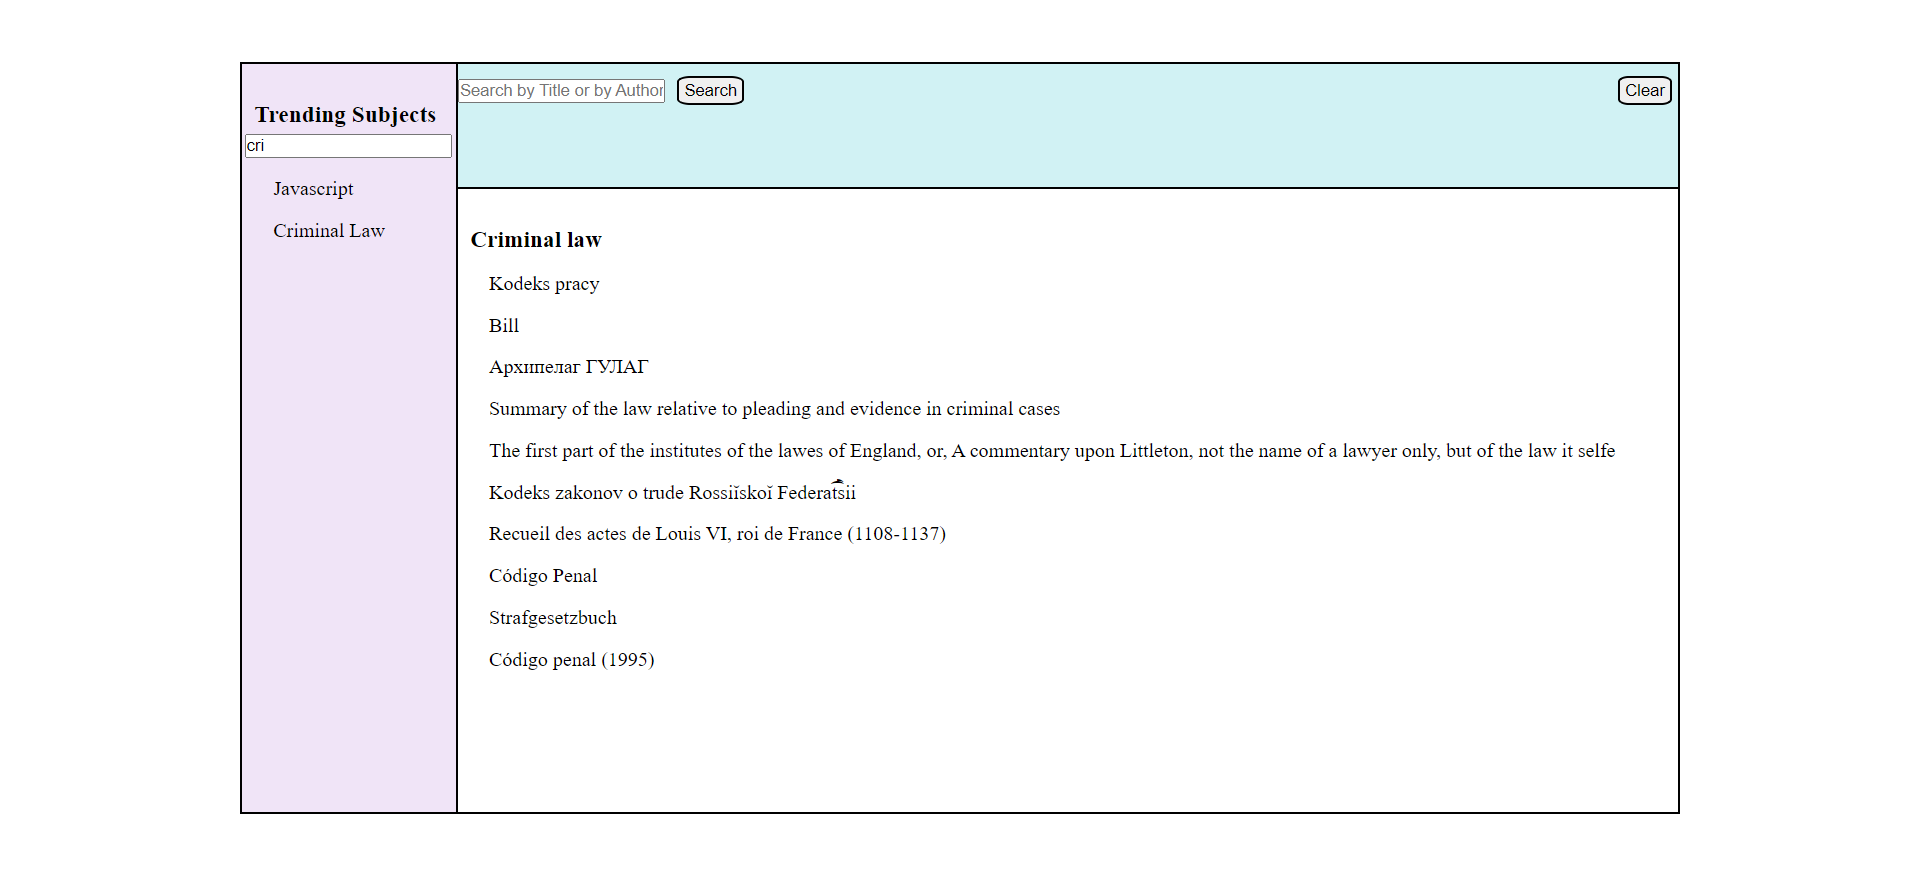 Trending Subjects
cri
Javascript
Criminal Law
Search by Title or by Author
Search
Clear
Criminal law
Kodeks pracy
Bill
Архипелаг ГУЛАГ
Summary of the law relative to pleading and evidence in criminal cases
The first part of the institutes of the lawes of England, or, A commentary upon Littleton, not the name of a lawyer only, but of the law it selfe
Kodeks zakonov o trude Rossiĭskoĭ Federat͡sii
Recueil des actes de Louis VI, roi de France (1108-1137)
Código Penal
Strafgesetzbuch
Código penal (1995)